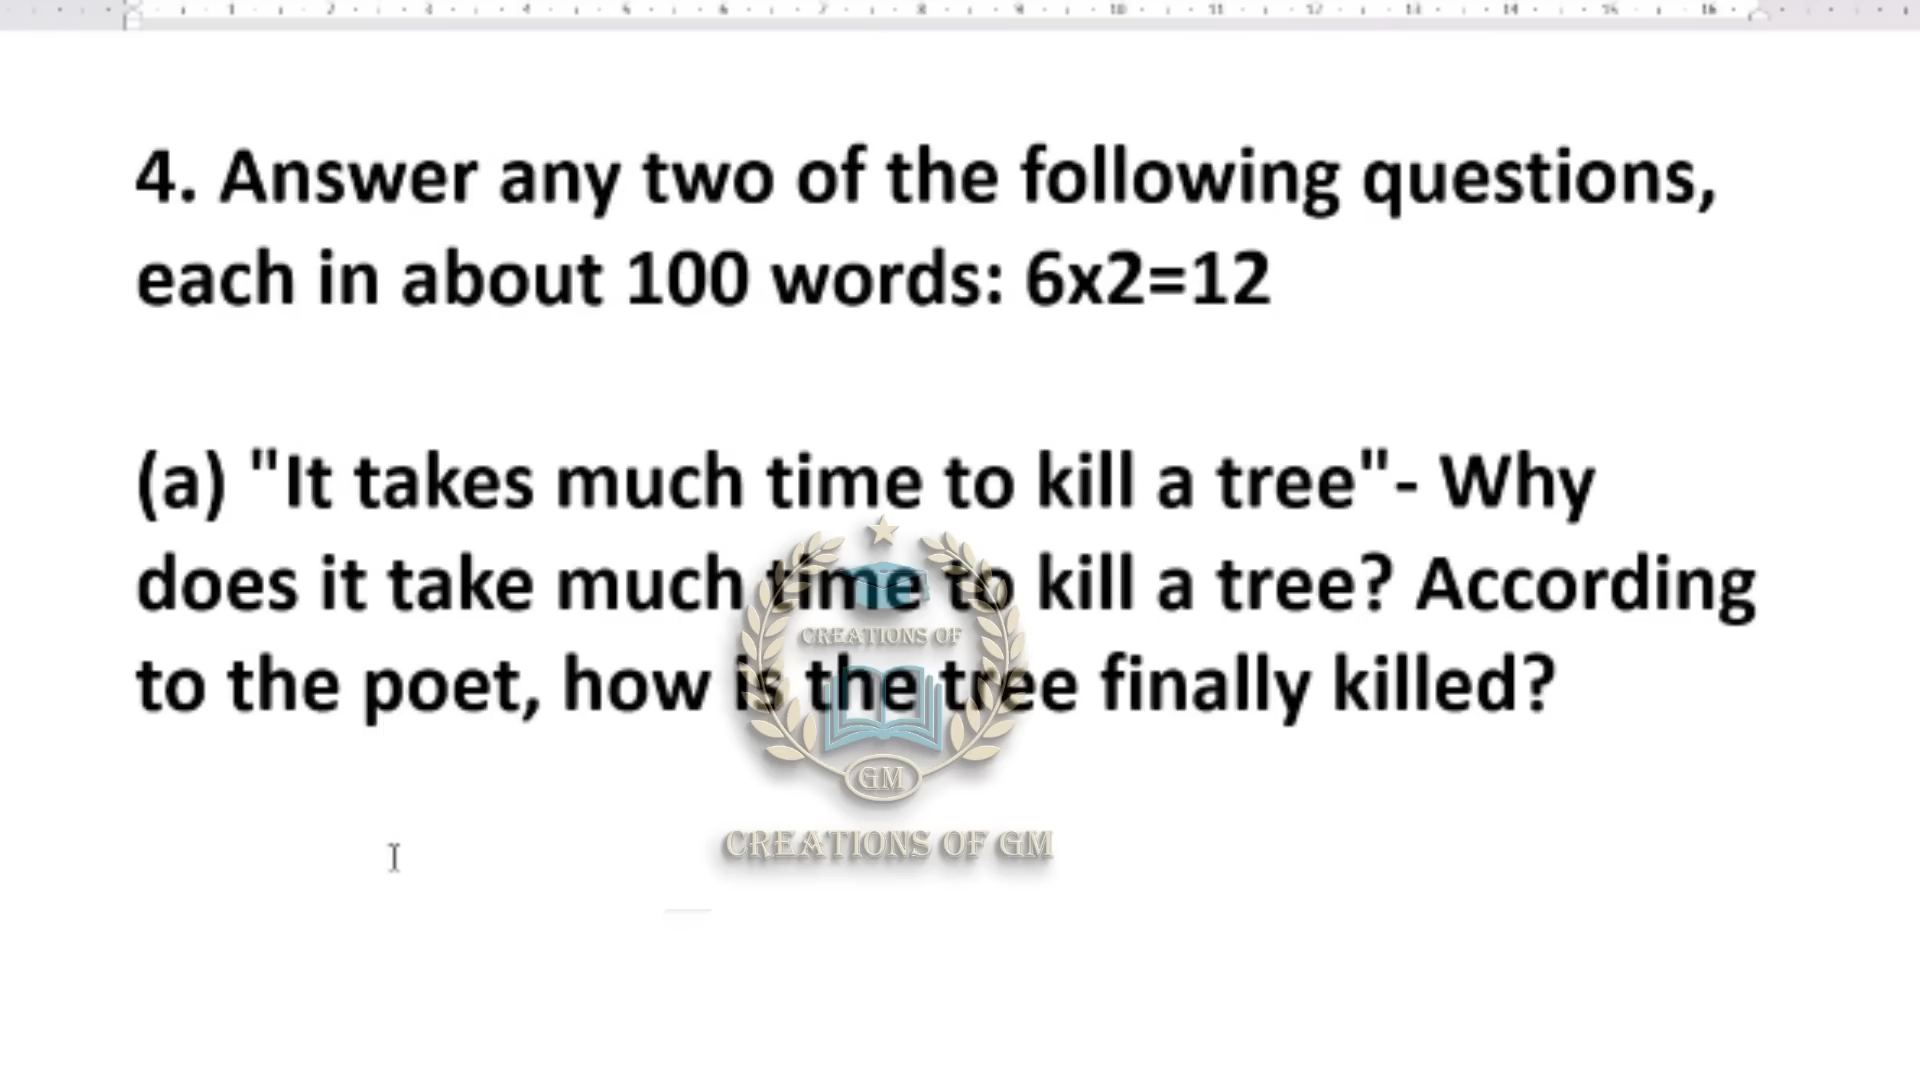 4. Answer any two of the following questions,
each in about 100 words: 6x2=12
(a) "It takes much time to kill a tree"- Why
does it take much time to kill a tree? According
to the poet, how is the tree finally killed?
CREATIONS OF
GM
CREATIONS OF GM